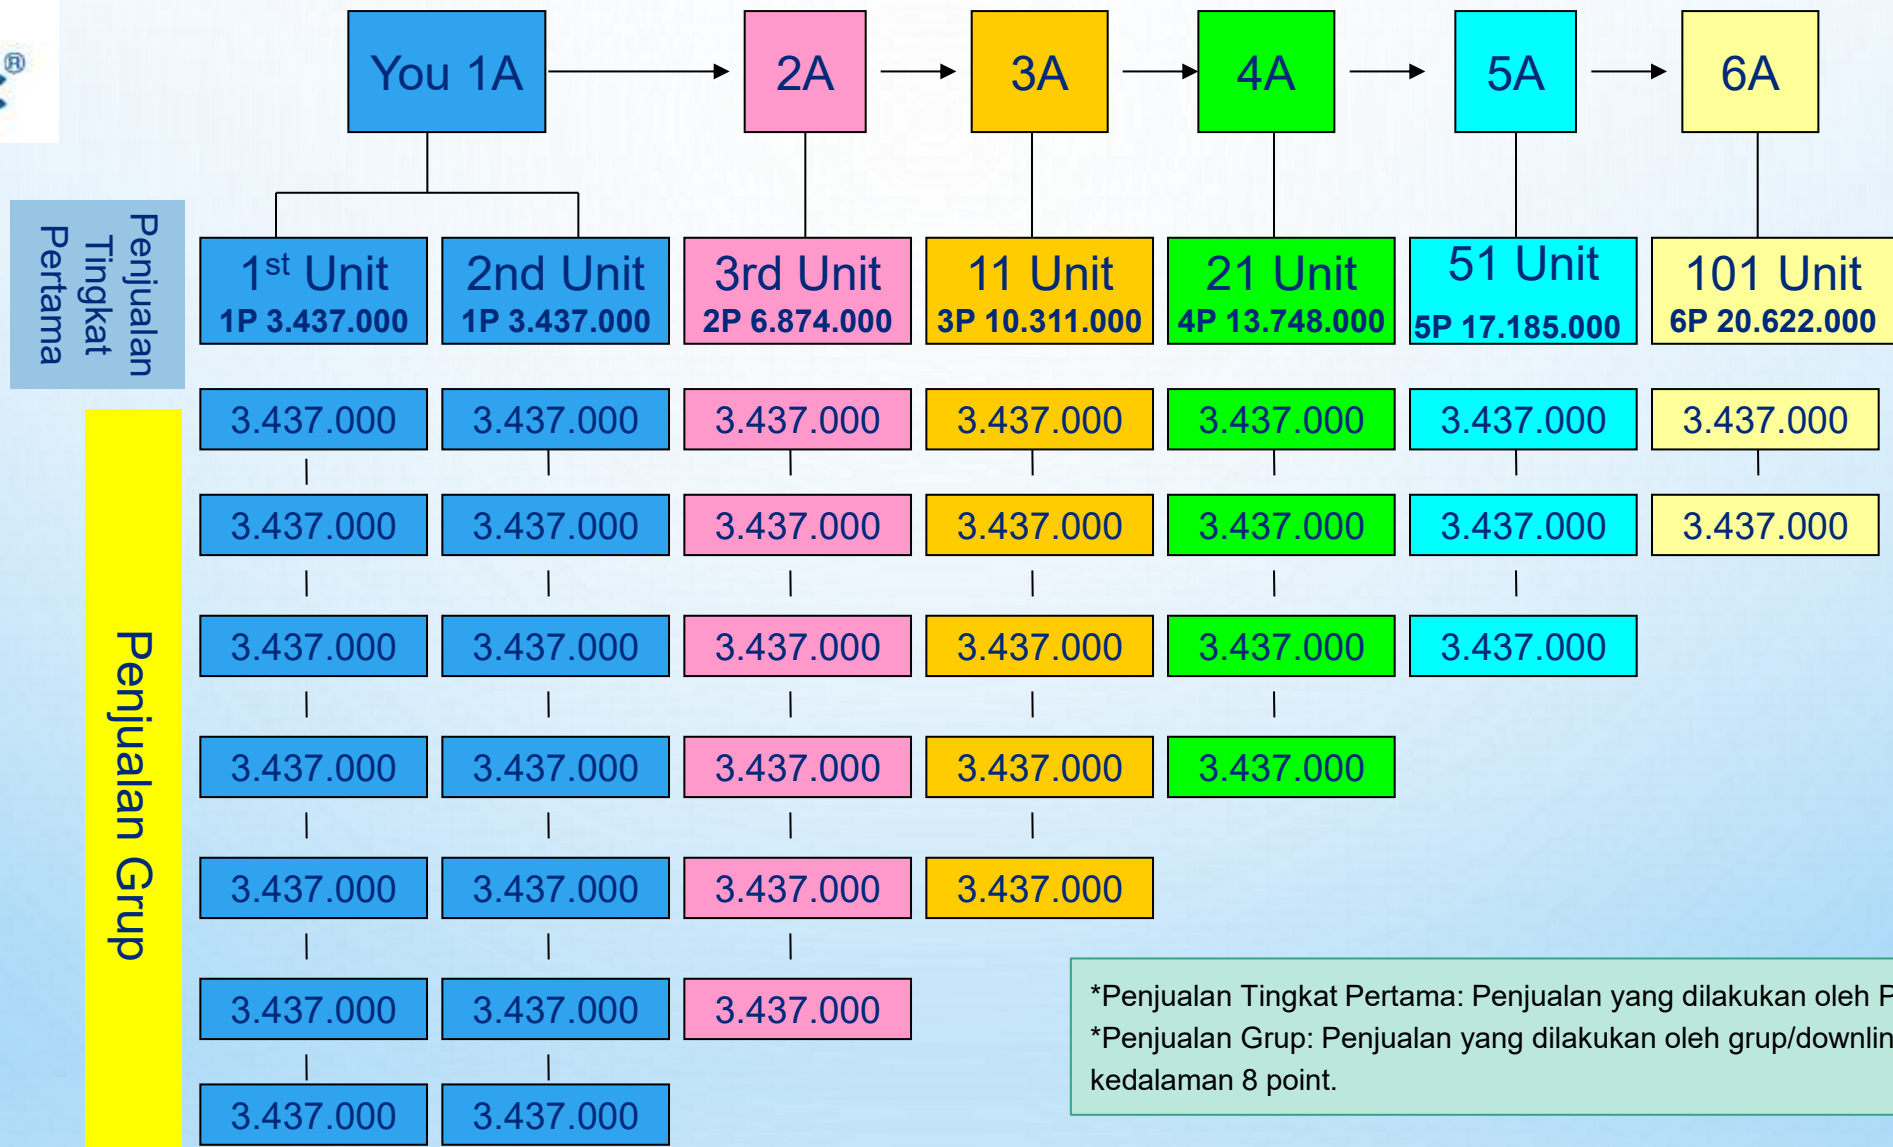 ®
You 1A
2A
3A
4A
5A
6A
Penjualan
Tingkat
Pertama
1st Unit
1P 3.437.000
2nd Unit
1P 3.437.000
3rd Unit
2P 6.874.000
11 Unit
3P 10.311.000
21 Unit
4P 13.748.000
51 Unit
5P 17.185.000
101 Unit
6P 20.622.000
Penjualan Grup
3.437.000 3.437.000 3.437.000 3.437.000 3.437.000 3.437.000 3.437.000
3.437.000 3.437.000 3.437.000 3.437.000 3.437.000 3.437.000 3.437.000
3.437.000 3.437.000 3.437.000 3.437.000 3.437.000 3.437.000
3.437.000 3.437.000 3.437.000 3.437.000 3.437.000
3.437.000 3.437.000 3.437.000 3.437.000
3.437.000 3.437.000 3.437.000
3.437.000 3.437.000
*Penjualan Tingkat Pertama: Penjualan yang dilakukan oleh
*Penjualan Grup: Penjualan yang dilakukan oleh
kedalaman 8 point.